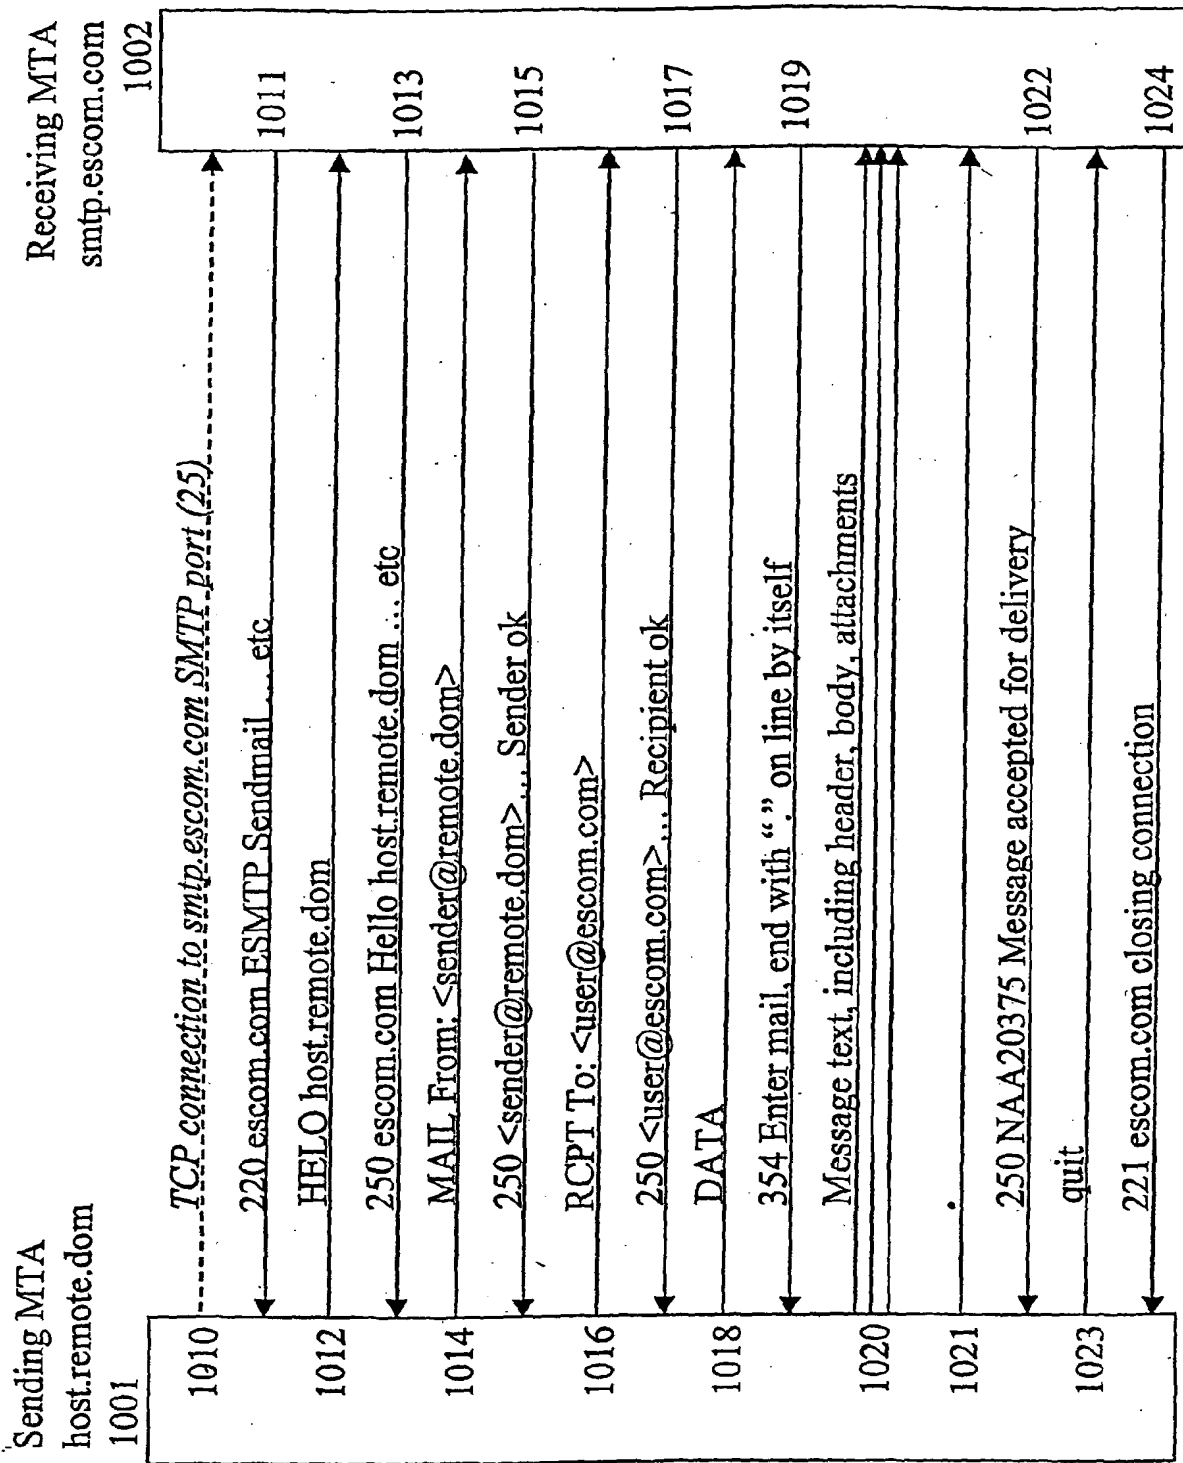 Sending MTA
host.remote.dom
1001
Receiving MTA
smtp.escom.com
1002
1010
TCP connection to smtp.escom.com SMTP port (25)
220 escom.com ESMTP Sendmail ... etc
1011
1012
HELO host.remote.dom
250 escom.com Hello host.remote.dom ... etc
1013
1014
MAIL From: <sender@remote.dom>
250 <sender@remote.dom>... Sender ok
1015
1016
RCPT To: <user@escom.com>
250 <user@escom.com>... Recipient ok
1017
1018
DATA
354 Enter mail, end with “.” on line by itself
1019
1020
Message text, including header, body, attachments
1021
.
250 NAA20375 Message accepted for delivery
1022
1023
quit
221 escom.com closing connection
1024